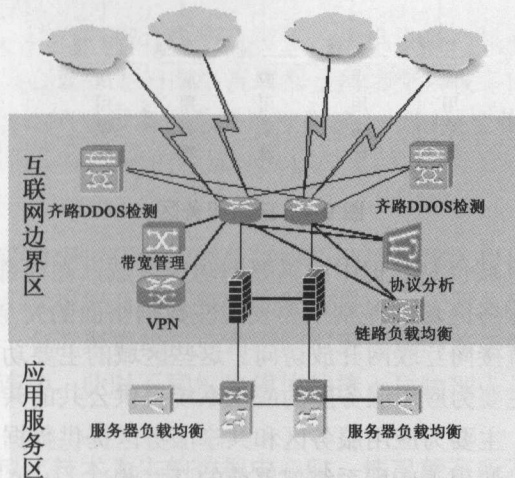 互联网边界区
齐路DDOS检测
齐路DDOS检测
带宽管理
协议分析
VPN
链路负载均衡
应用服务区
服务器负载均衡
服务器负载均衡